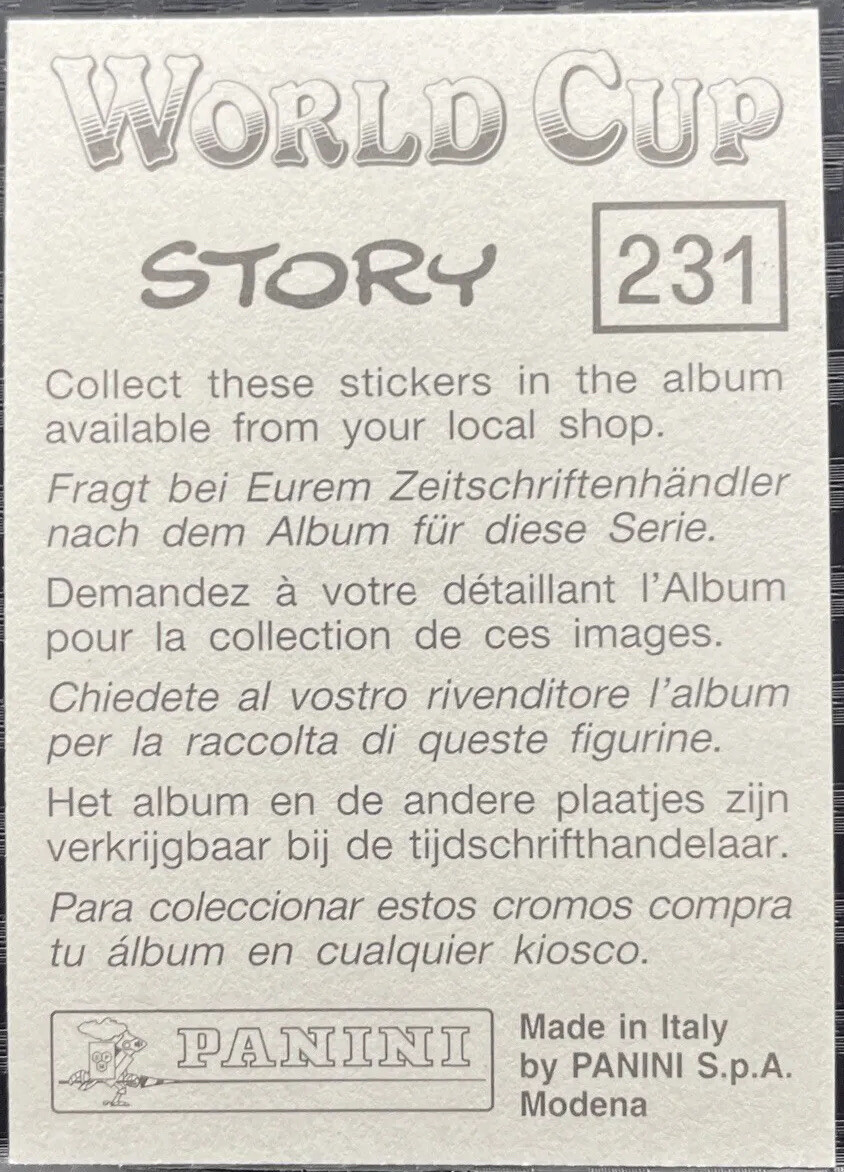 WORLD CUP
STORY
231
Collect these stickers in the album
available from your local shop.
Fragt bei Eurem Zeitschriftenhändler
nach dem Album für diese Serie.
Demandez à votre détaillant l'Album
pour la collection de ces images.
Chiedete al vostro rivenditore l'album
per la raccolta di queste figurine.
Het album en de andere plaatjes zijn
verkrijgbaar bij de tijdschrifthandelaar.
Para coleccionar estos cromos compra
tu álbum en cualquier kiosco.
PANINI
Made in Italy
by PANINI S.p.A.
Modena